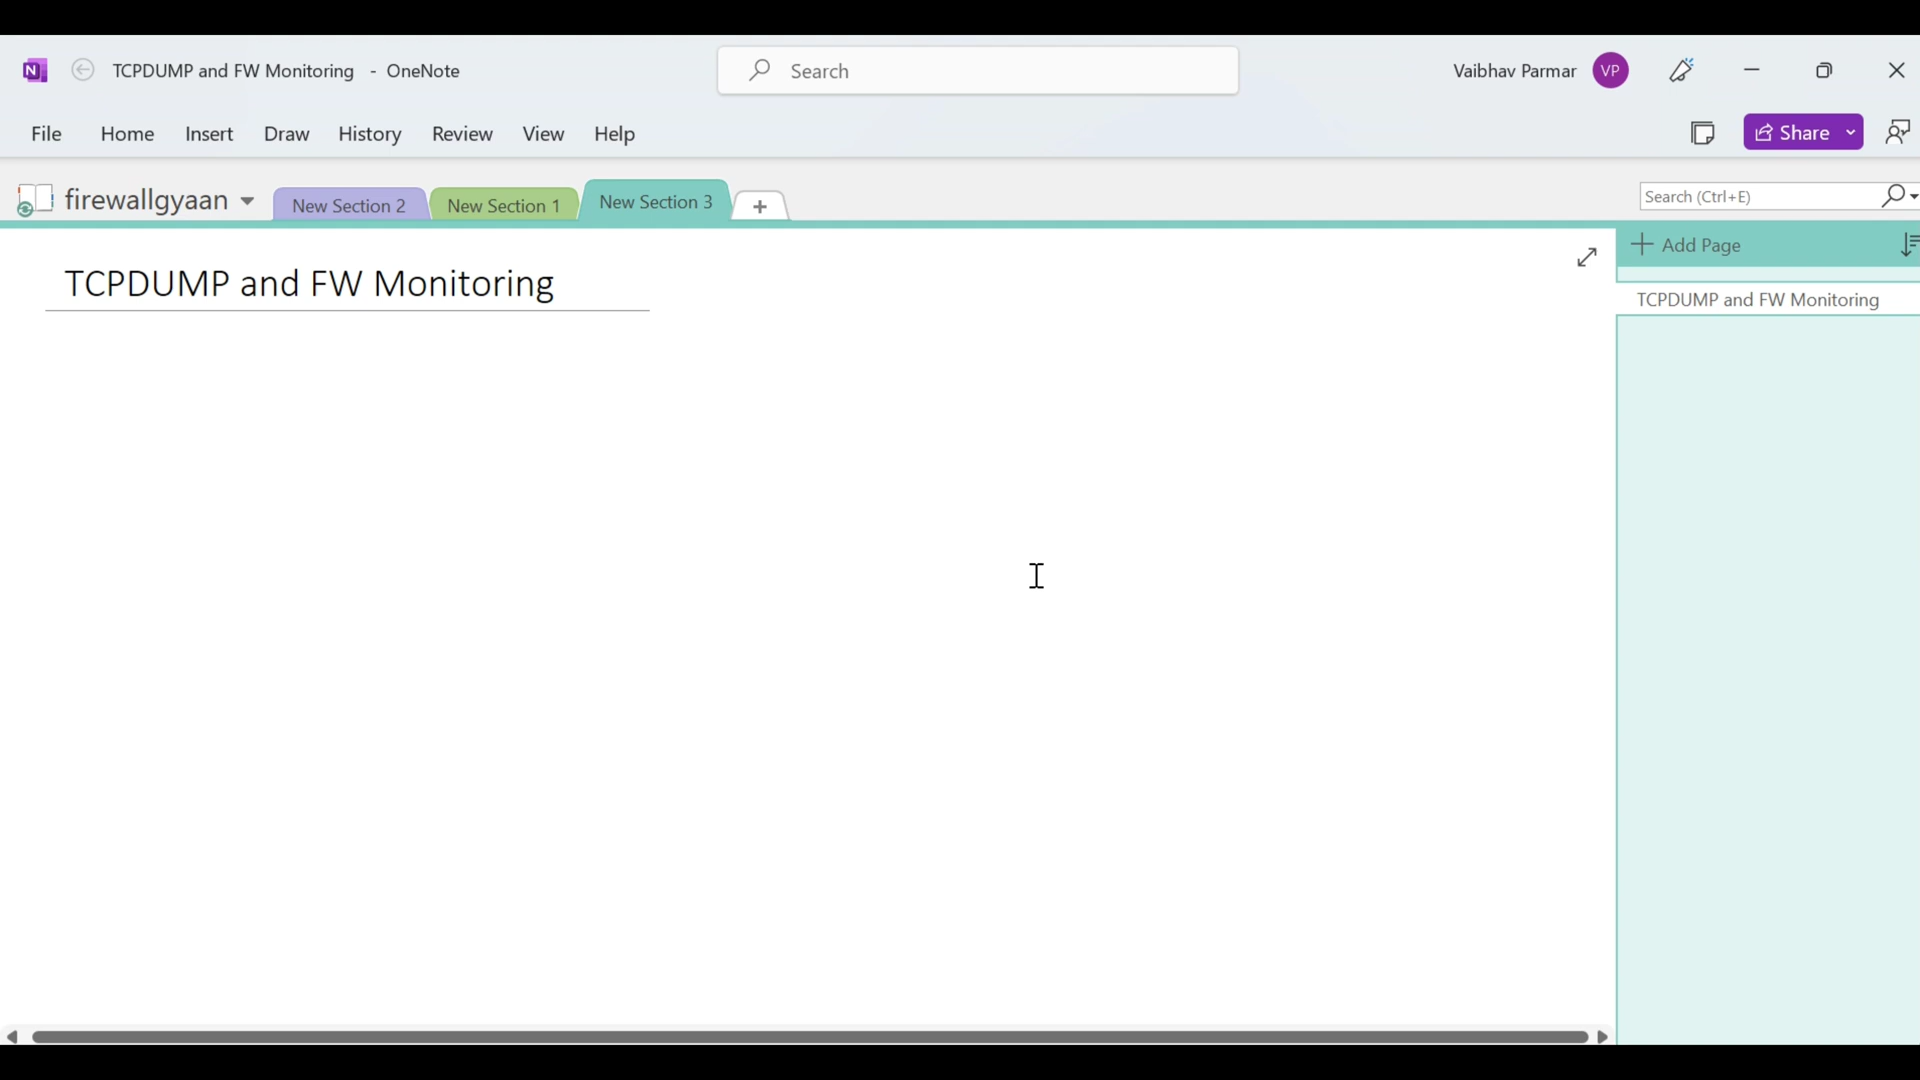 TCPDUMP and FW Monitoring - OneNote
Search
Vaibhav Parmar VP
File Home Insert Draw History Review View Help
Share
firewallgyaan New Section 2 New Section 1 New Section 3 +
Search (Ctrl+E)
Add Page
TCPDUMP and FW Monitoring
TCPDUMP and FW Monitoring